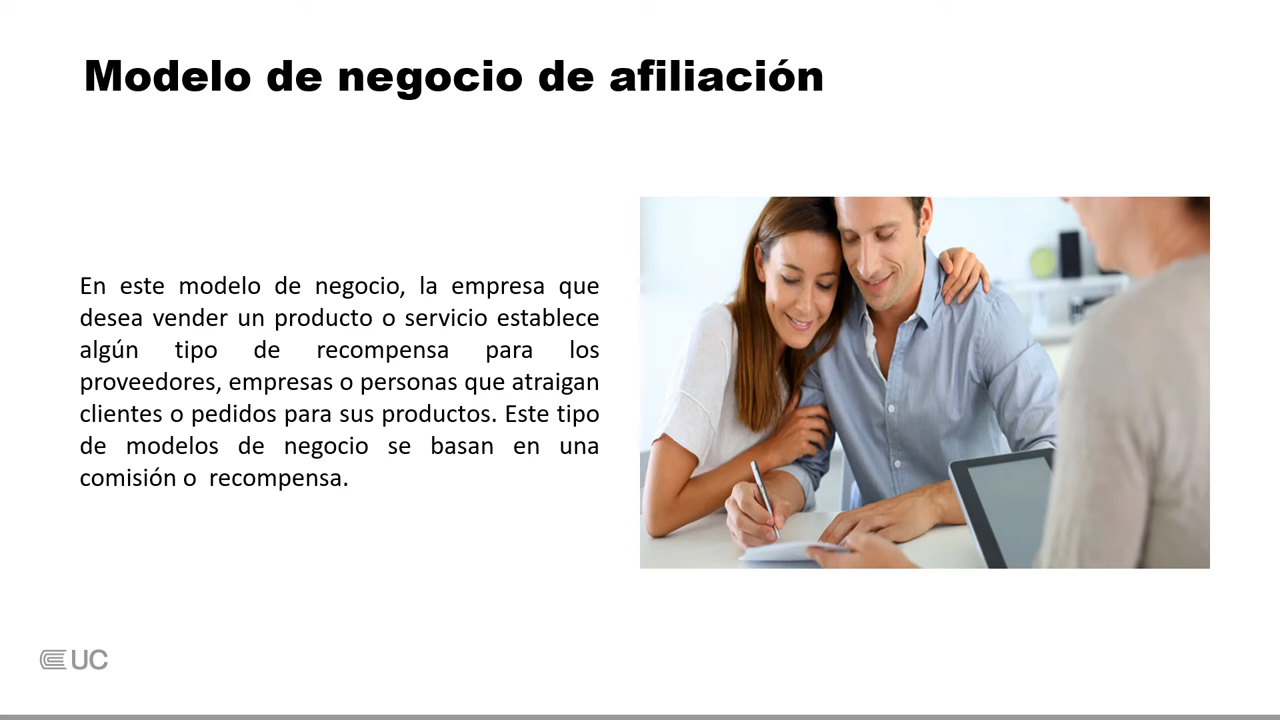 Modelo de negocio de afiliación
En este modelo de negocio, la empresa que
desea vender un producto o servicio establece
algún tipo de recompensa para los
proveedores, empresas o personas que atraigan
clientes o pedidos para sus productos. Este tipo
de modelos de negocio se basan en una
comisión o  recompensa.
UC